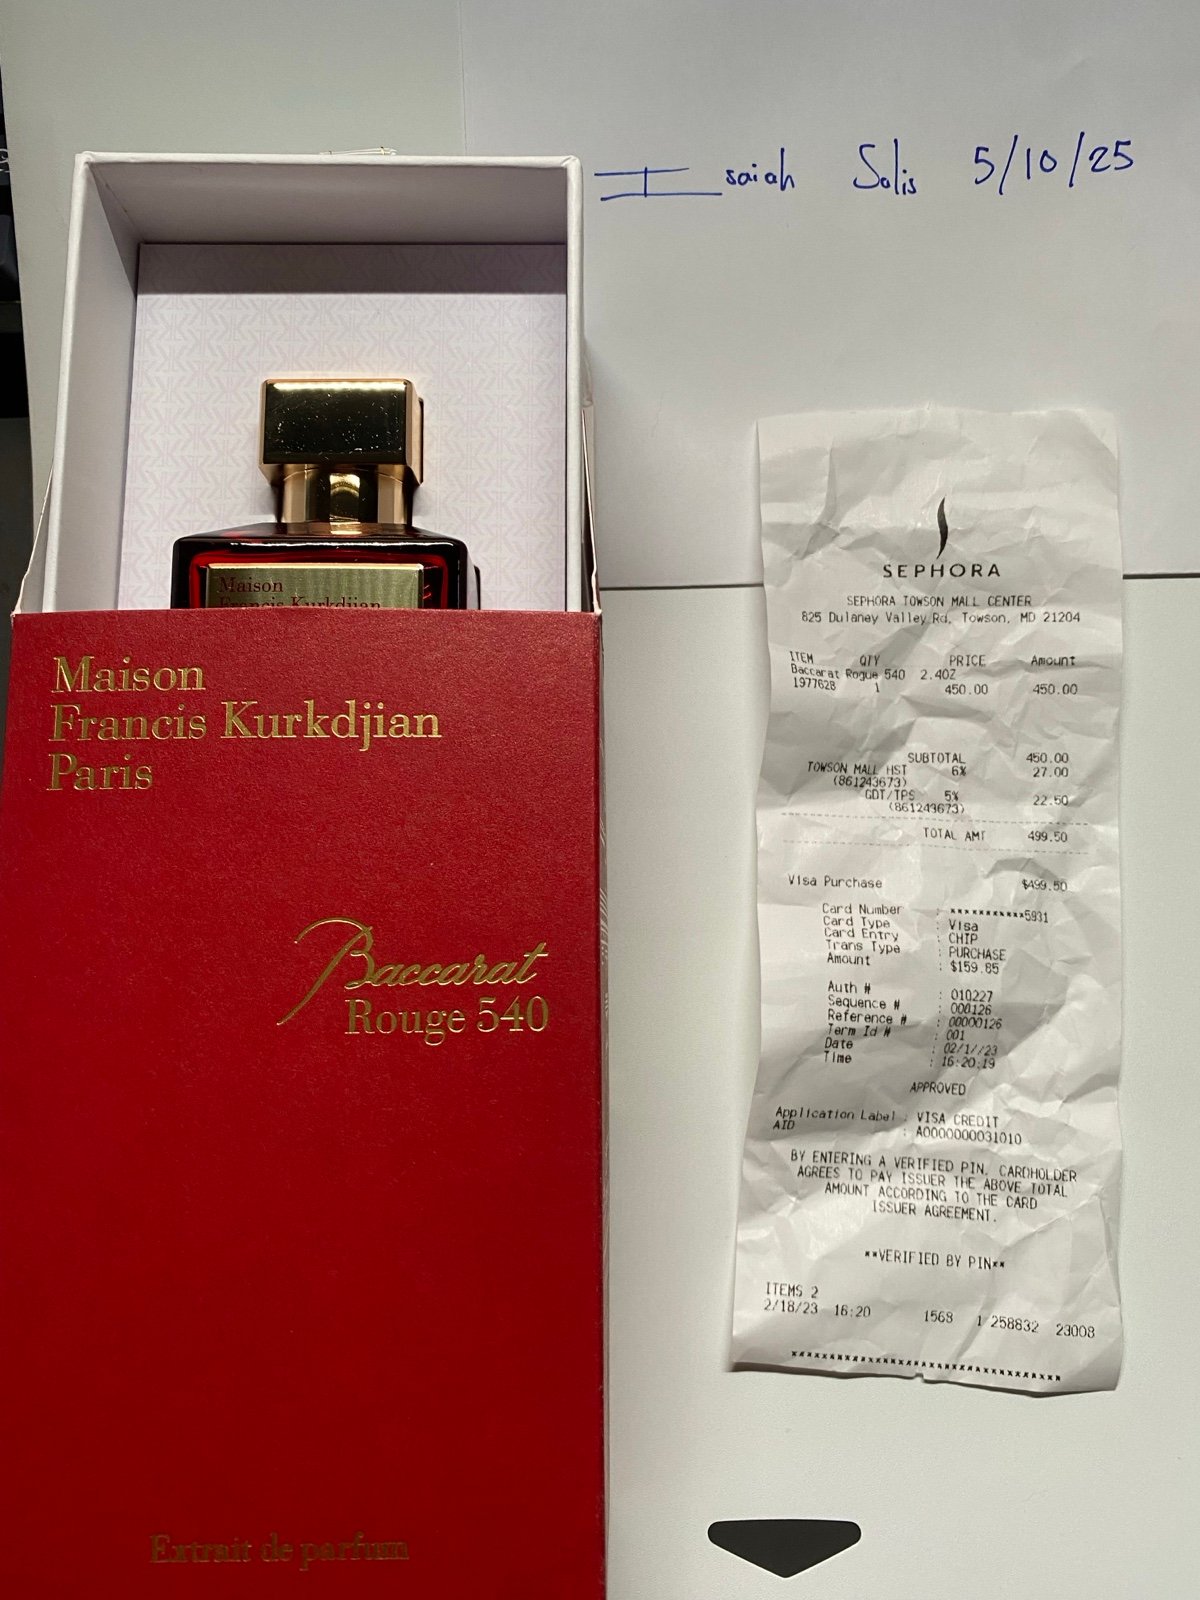 Isaiah Solis 5/10/25
Maison
Francis Kurkdjian
Maison
Francis Kurkdjian
Paris
Baccarat
Rouge 540
Extrait de parfum
SEPHORA
SEPHORA TOWSON MALL CENTER
825 Dulaney Valley Rd, Towson, MD 21204
ITEM QTY PRICE Amount
Baccarat Rogue 540 2.4OZ
1977628 1 450.00 450.00
SUBTOTAL 450.00
TOWSON MALL HST 6% 27.00
(861243673)
GDT/TPS 5% 22.50
(861243673)
TOTAL AMT 499.50
Visa Purchase $499.50
Card Number : ************5931
Card Type : Visa
Card Entry : CHIP
Trans Type : PURCHASE
Amount : $159.85
Auth # : 010227
Sequence # : 000126
Reference # : 00000126
Term Id # : 001
Date : 02/1//23
Time : 16:20:19
APPROVED
Application Label : VISA CREDIT
AID : A0000000031010
BY ENTERING A VERIFIED PIN, CARDHOLDER
AGREES TO PAY ISSUER THE ABOVE TOTAL
AMOUNT ACCORDING TO THE CARD
ISSUER AGREEMENT.
**VERIFIED BY PIN**
ITEMS 2
2/18/23 16:20 1568 1 258832 23008